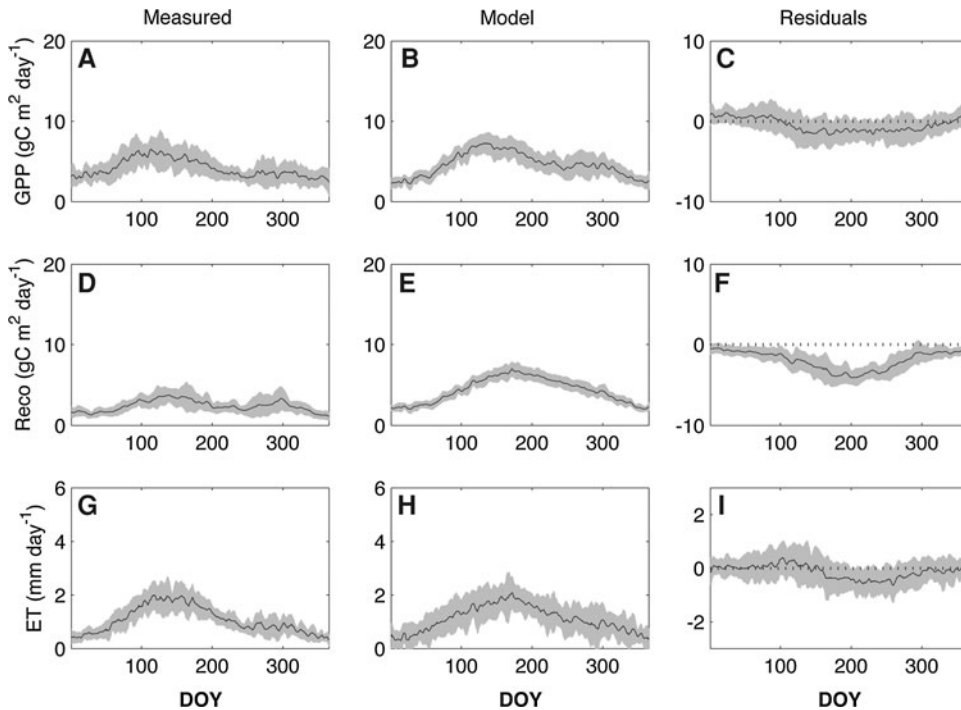 Measured Model Residuals
A B C
GPP (gC m² day⁻¹)
20 20 10
10 10 0
0 0 -10
100 200 300 100 200 300 100 200 300
D E F
Reco (gC m² day⁻¹)
20 20 10
10 10 0
0 0 -10
100 200 300 100 200 300 100 200 300
G H I
ET (mm day⁻¹)
6 6 2
4 4 0
2 2 -2
0 0
100 200 300 100 200 300 100 200 300
DOY DOY DOY